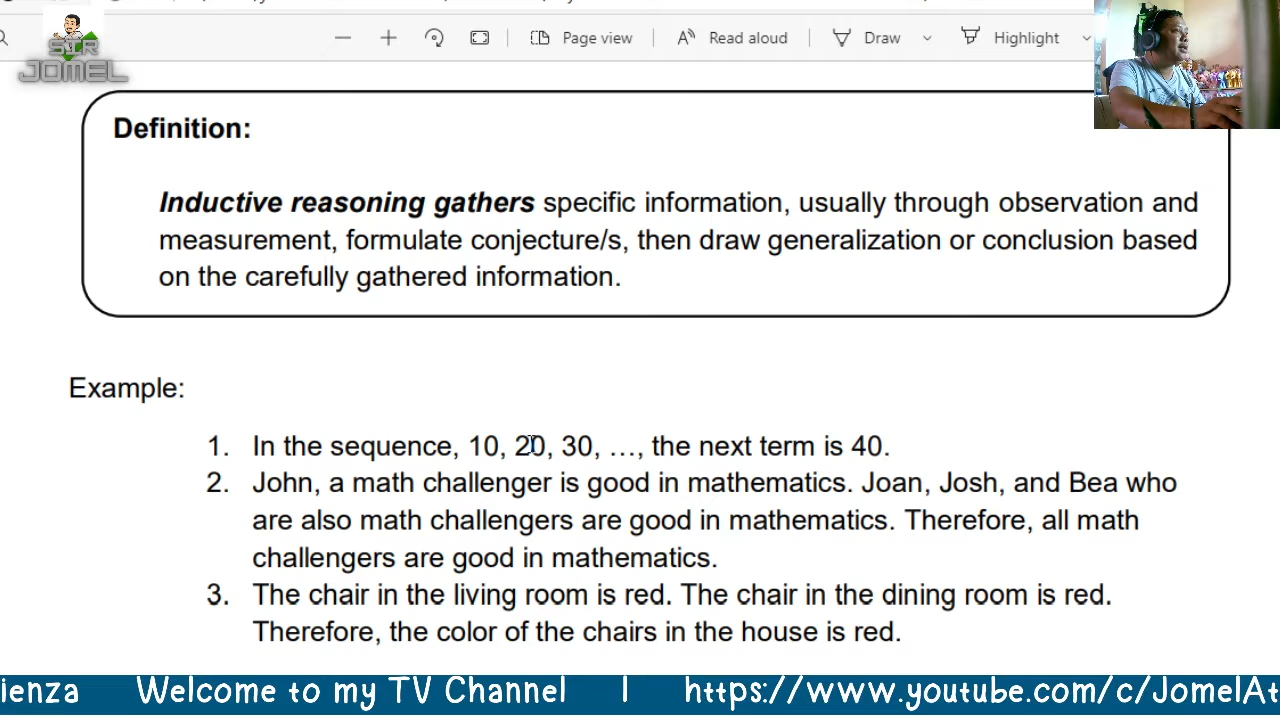 Page view
Read aloud
Draw
Highlight
SIR
JOMEL
Definition:
Inductive reasoning gathers specific information, usually through observation and
measurement, formulate conjecture/s, then draw generalization or conclusion based
on the carefully gathered information.
Example:
1. In the sequence, 10, 20, 30, …, the next term is 40.
2. John, a math challenger is good in mathematics. Joan, Josh, and Bea who
are also math challengers are good in mathematics. Therefore, all math
challengers are good in mathematics.
3. The chair in the living room is red. The chair in the dining room is red.
Therefore, the color of the chairs in the house is red.
ienza Welcome to my TV Channel | https://www.youtube.com/c/JomelAt